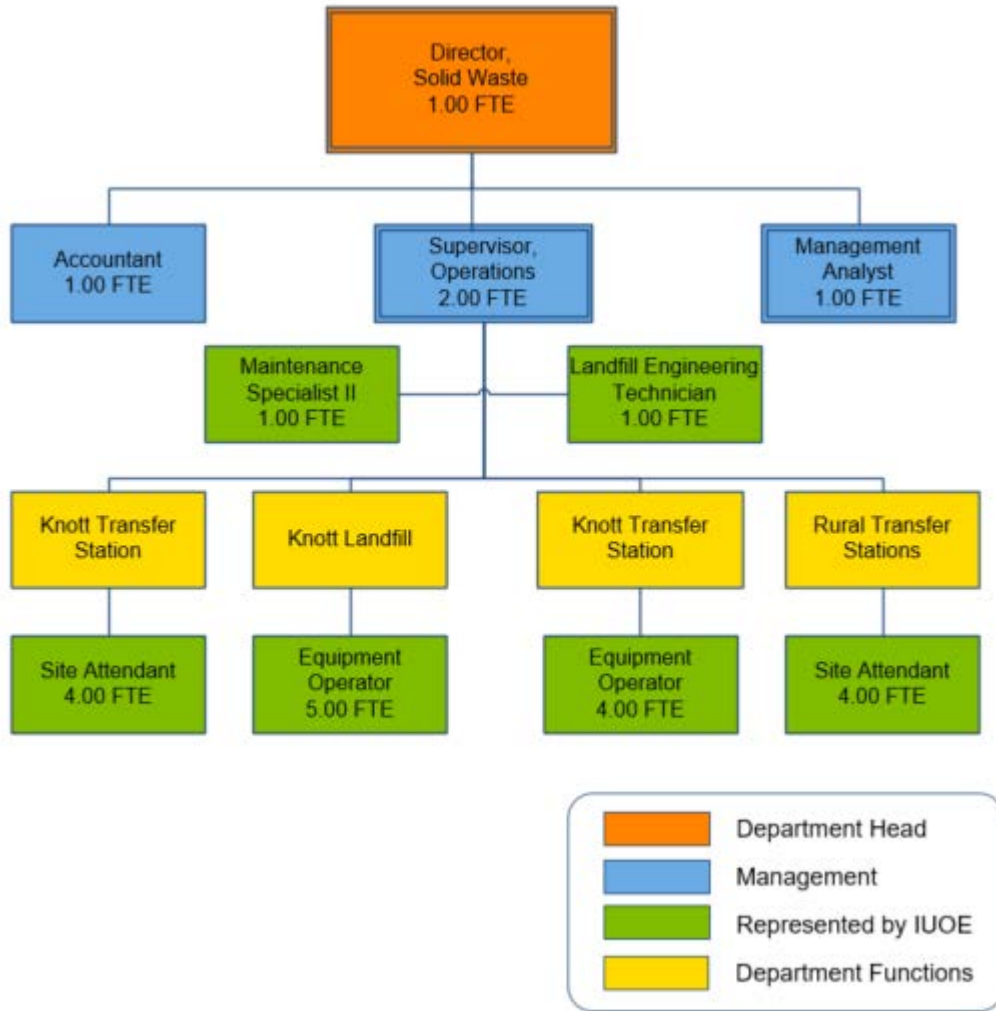 Director,
Solid Waste
1.00 FTE
Accountant
1.00 FTE
Supervisor,
Operations
2.00 FTE
Management
Analyst
1.00 FTE
Maintenance
Specialist II
1.00 FTE
Landfill Engineering
Technician
1.00 FTE
Knott Transfer
Station
Knott Landfill
Knott Transfer
Station
Rural Transfer
Stations
Site Attendant
4.00 FTE
Equipment
Operator
5.00 FTE
Equipment
Operator
4.00 FTE
Site Attendant
4.00 FTE
Department Head
Management
Represented by IUOE
Department Functions